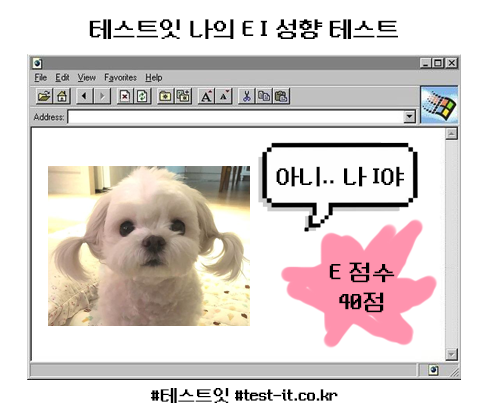 테스트잇 나의 E I 성향 테스트
File Edit View Favorites Help
A A
Address:
아니.. 나 I야
E 점수
40점
#테스트잇 #test-it.co.kr